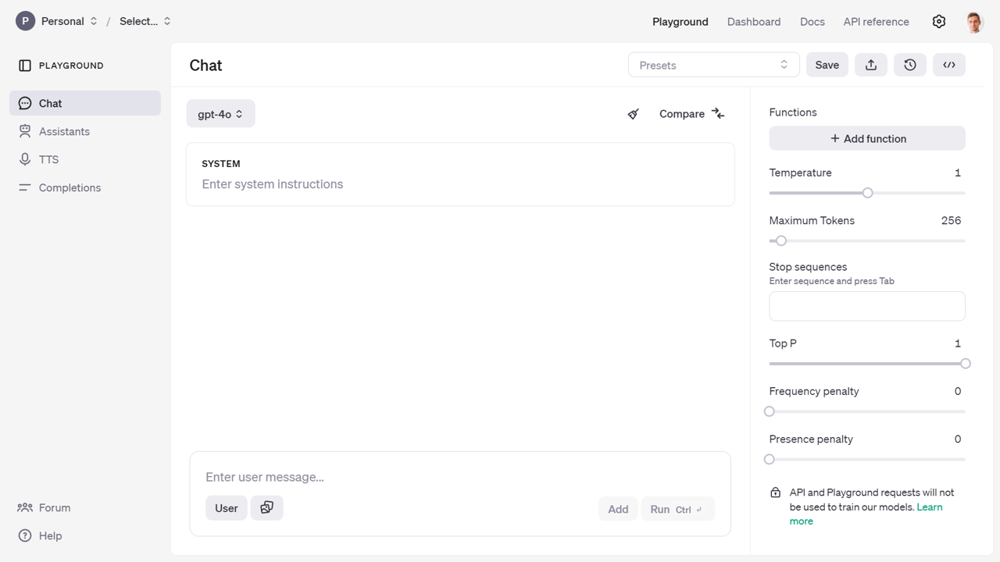 P Personal / Select...
Playground Dashboard Docs API reference
PLAYGROUND
Chat
Assistants
TTS
Completions
Forum
Help
Chat
Presets
Save
gpt-4o
Compare
SYSTEM
Enter system instructions
Enter user message...
User
Add
Run Ctrl ⏎
Functions
+ Add function
Temperature 1
Maximum Tokens 256
Stop sequences
Enter sequence and press Tab
Top P 1
Frequency penalty 0
Presence penalty 0
API and Playground requests will not
be used to train our models. Learn
more